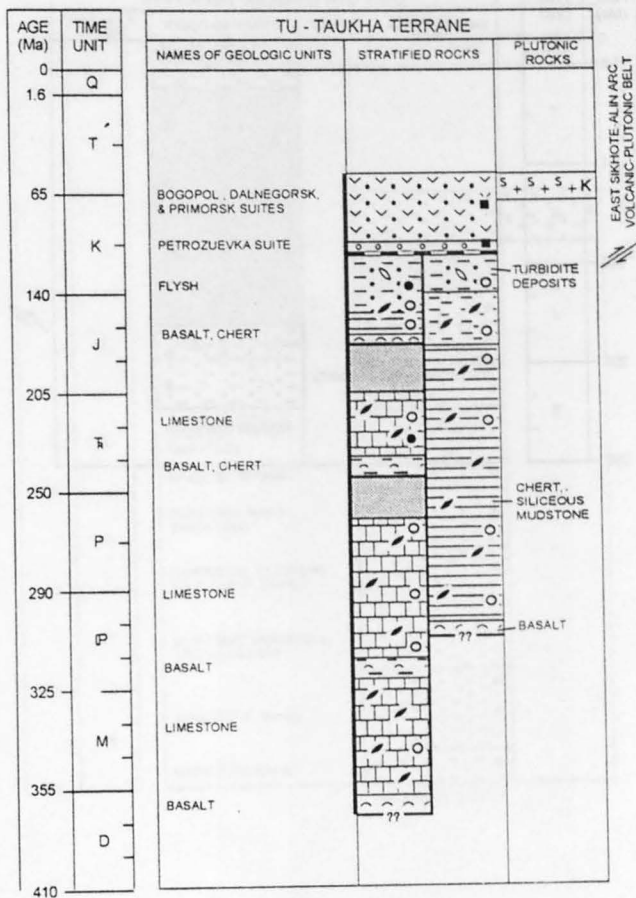 TU - TAUKHA TERRANE
AGE (Ma)
TIME UNIT
NAMES OF GEOLOGIC UNITS
STRATIFIED ROCKS
PLUTONIC ROCKS
0
Q
1.6
T
65
K
140
J
205
Ꞧ
250
P
290
ⅠP
325
M
355
D
410
BOGOPOL, DALNEGORSK,
& PRIMORSK SUITES
PETROZUEVKA SUITE
FLYSH
BASALT, CHERT
LIMESTONE
BASALT, CHERT
LIMESTONE
BASALT
LIMESTONE
BASALT
S + S + S + K
TURBIDITE
DEPOSITS
CHERT,
SILICEOUS
MUDSTONE
BASALT
??
??
EAST SIKHOTE-ALIN ARC
VOLCANIC-PLUTONIC BELT